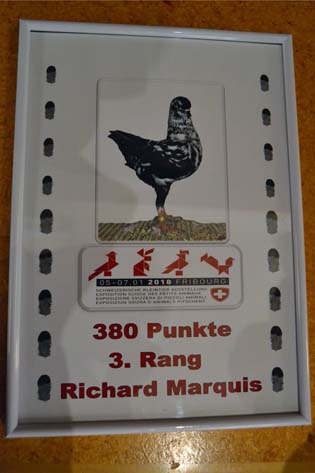 05-07.01 2018 FRIBOURG
SCHWEIZERISCHE KLEINTIER-AUSSTELLUNG
EXPOSITION SUISSE DES PETITS ANIMAUX
ESPOSIZIONE SVIZZERA DI PICCOLI ANIMALI
EXPOSIZIUN SVIZRA D'ANIMALS PITSCHENS
380 Punkte
3. Rang
Richard Marquis